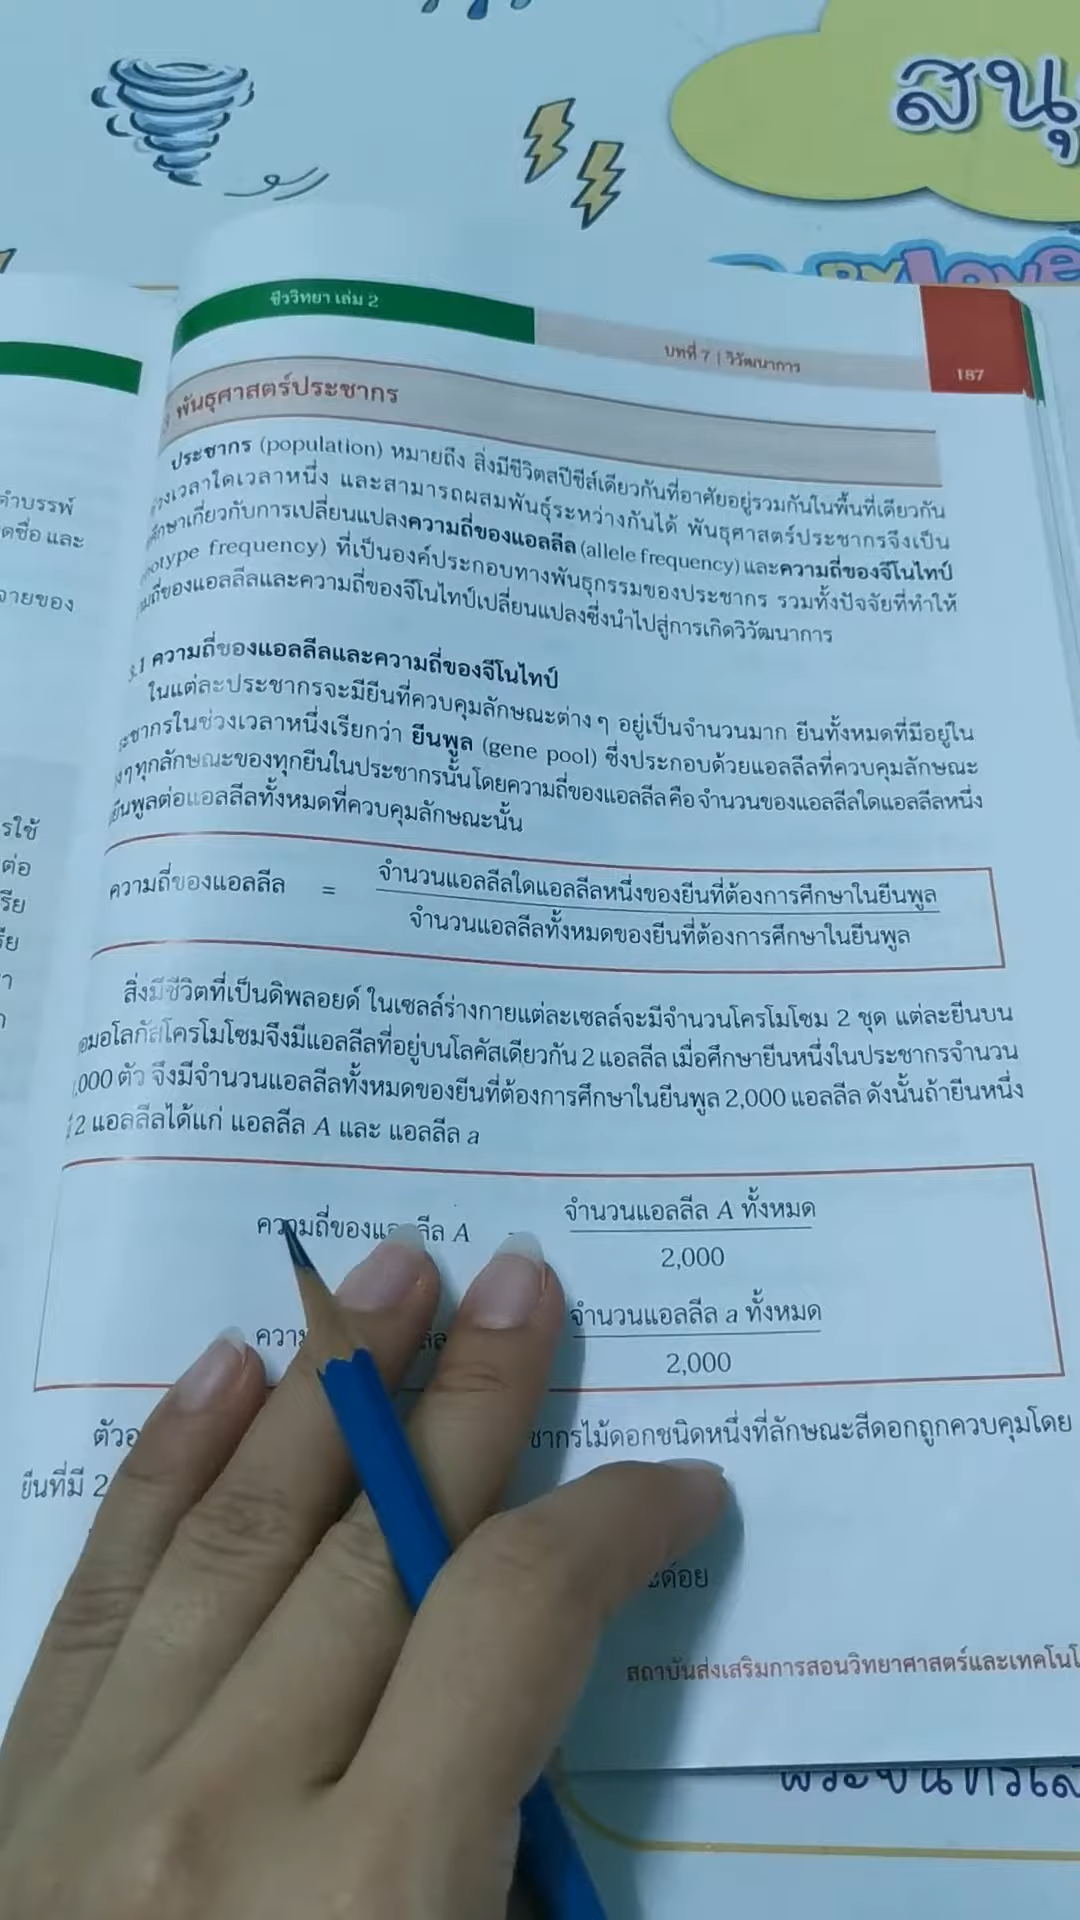 สนุ
ชีววิทยา เล่ม 2
บทที่ 7 | วิวัฒนาการ
187
พันธุศาสตร์ประชากร
ประชากร (population) หมายถึง สิ่งมีชีวิตสปีชีส์เดียวกันที่อาศัยอยู่รวมกันในพื้นที่เดียวกัน
เวลาใดเวลาหนึ่ง และสามารถผสมพันธุ์ระหว่างกันได้ พันธุศาสตร์ประชากรจึงเป็น
ศึกษาเกี่ยวกับการเปลี่ยนแปลงความถี่ของแอลลีล (allele frequency) และความถี่ของจีโนไทป์
frequency) ที่เป็นองค์ประกอบทางพันธุกรรมของประชากร รวมทั้งปัจจัยที่ทำให้
ของแอลลีลและความถี่ของจีโนไทป์เปลี่ยนแปลงซึ่งนำไปสู่การเกิดวิวัฒนาการ
3.1 ความถี่ของแอลลีลและความถี่ของจีโนไทป์
ในแต่ละประชากรจะมียีนที่ควบคุมลักษณะต่าง ๆ อยู่เป็นจำนวนมาก ยีนทั้งหมดที่มีอยู่ใน
ะชากรในช่วงเวลาหนึ่งเรียกว่า ยีนพูล (gene pool) ซึ่งประกอบด้วยแอลลีลที่ควบคุมลักษณะ
ๆ ทุกลักษณะของทุกยีนในประชากรนั้น โดยความถี่ของแอลลีล คือ จำนวนของแอลลีลใดแอลลีลหนึ่ง
ยีนพูลต่อแอลลีลทั้งหมดที่ควบคุมลักษณะนั้น
ความถี่ของแอลลีล = จำนวนแอลลีลใดแอลลีลหนึ่งของยีนที่ต้องการศึกษาในยีนพูล
จำนวนแอลลีลทั้งหมดของยีนที่ต้องการศึกษาในยีนพูล
สิ่งมีชีวิตที่เป็นดิพลอยด์ ในเซลล์ร่างกายแต่ละเซลล์จะมีจำนวนโครโมโซม 2 ชุด แต่ละยีนบน
อมอโลกัสโครโมโซมจึงมีแอลลีลที่อยู่บนโลคัสเดียวกัน 2 แอลลีล เมื่อศึกษายีนหนึ่งในประชากรจำนวน
,000 ตัว จึงมีจำนวนแอลลีลทั้งหมดของยีนที่ต้องการศึกษาในยีนพูล 2,000 แอลลีล ดังนั้นถ้ายีนหนึ่ง
2 แอลลีลได้แก่ แอลลีล A และ แอลลีล a
ความถี่ของแอลลีล A
จำนวนแอลลีล A ทั้งหมด
2,000
ความ
จำนวนแอลลีล a ทั้งหมด
2,000
ตัวอ
ชากรไม้ดอกชนิดหนึ่งที่ลักษณะสีดอกถูกควบคุมโดย
ยีนที่มี 2
ะด้อย
สถาบันส่งเสริมการสอนวิทยาศาสตร์และเทคโนโ
ดำบรรพ์
ดชื่อ และ
จายของ
รใช้
ต่อ
รีย